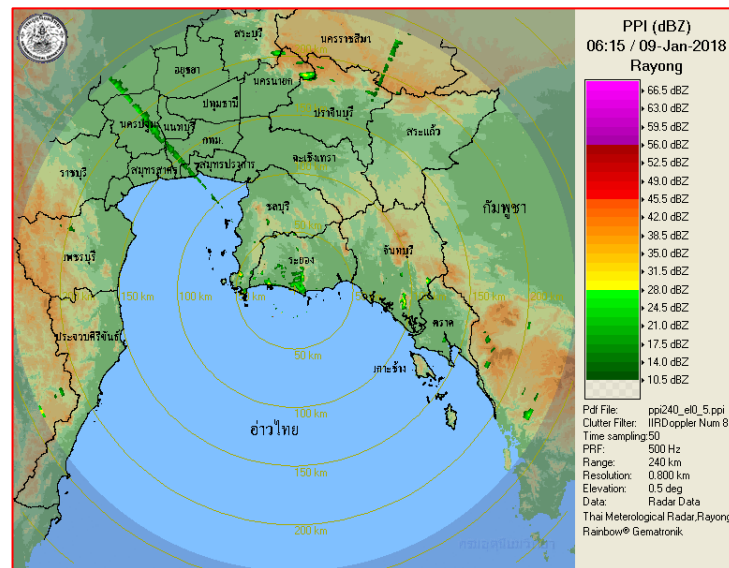 PPI (dBZ)
06:15 / 09-Jan-2018
Rayong
66.5 dBZ
63.0 dBZ
59.5 dBZ
56.0 dBZ
52.5 dBZ
49.0 dBZ
45.5 dBZ
42.0 dBZ
38.5 dBZ
35.0 dBZ
31.5 dBZ
28.0 dBZ
24.5 dBZ
21.0 dBZ
17.5 dBZ
14.0 dBZ
10.5 dBZ
Pdf File: ppi240_el0_5.ppi
Clutter Filter: IIRDoppler Num 8
Time sampling:50
PRF: 500 Hz
Range: 240 km
Resolution: 0.800 km
Elevation: 0.5 deg
Data: Radar Data
Thai Meterological Radar,Rayong
Rainbow® Gematronik
สระบุรี
นครราชสีมา
อยุธยา
นครนายก
ปทุมธานี
ปราจีนบุรี
นครปฐม
นนทบุรี
สระแก้ว
กทม.
ฉะเชิงเทรา
ราชบุรี
สมุทรสาคร
สมุทรปราการ
ชลบุรี
กัมพูชา
เพชรบุรี
ระยอง
จันทบุรี
150 km
100 km
150 km
200 km
ประจวบคีรีขันธ์
ตราด
50 km
เกาะช้าง
100 km
อ่าวไทย
150 km
200 km